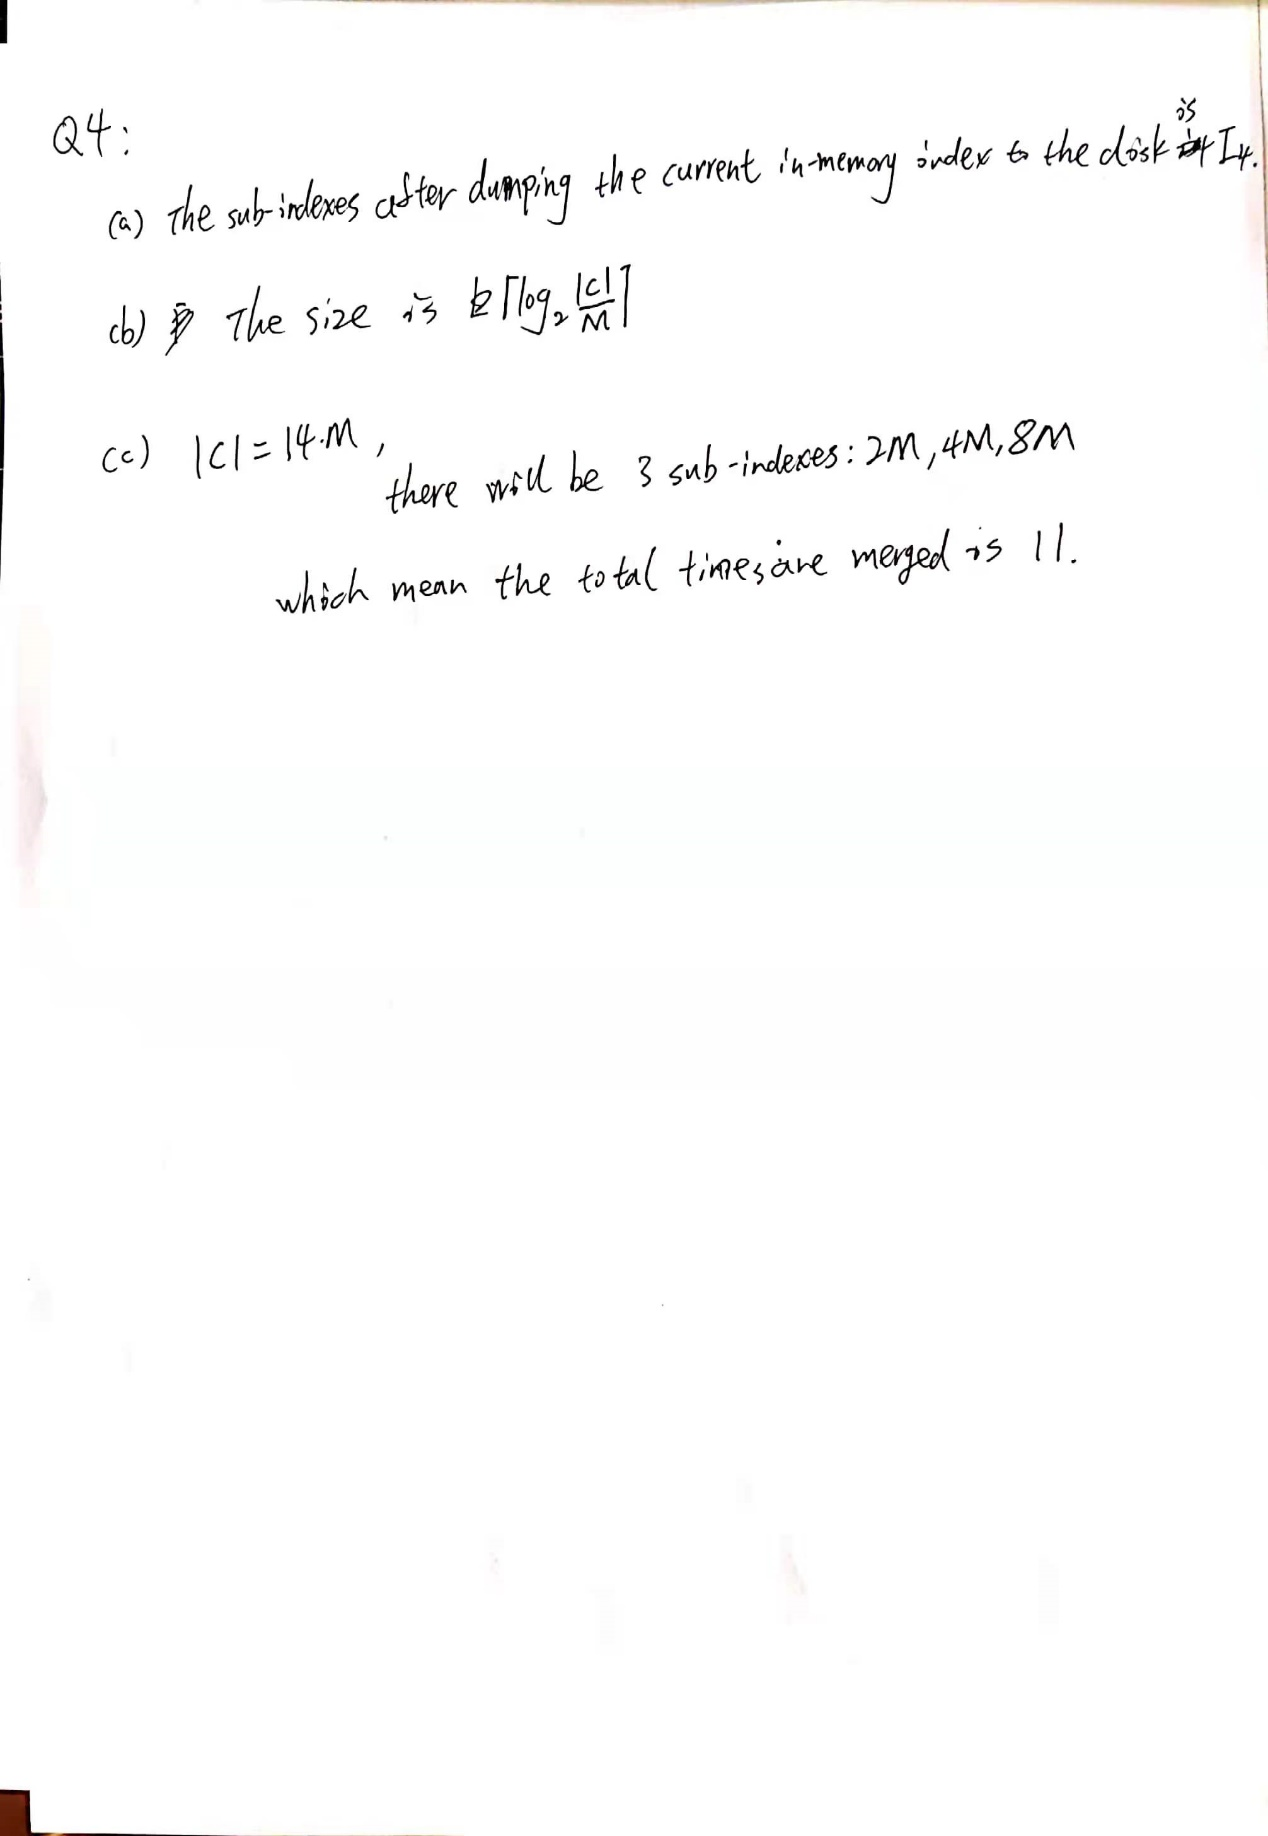 Q4:
(a) The sub-indexes after dumping the current in-memory index to the disk is I4.
(b) The size is ⌈log₂ |C|/M⌉
(c) |C| = 14·M,
there will be 3 sub-indexes: 2M, 4M, 8M
which mean the total times are merged is 11.